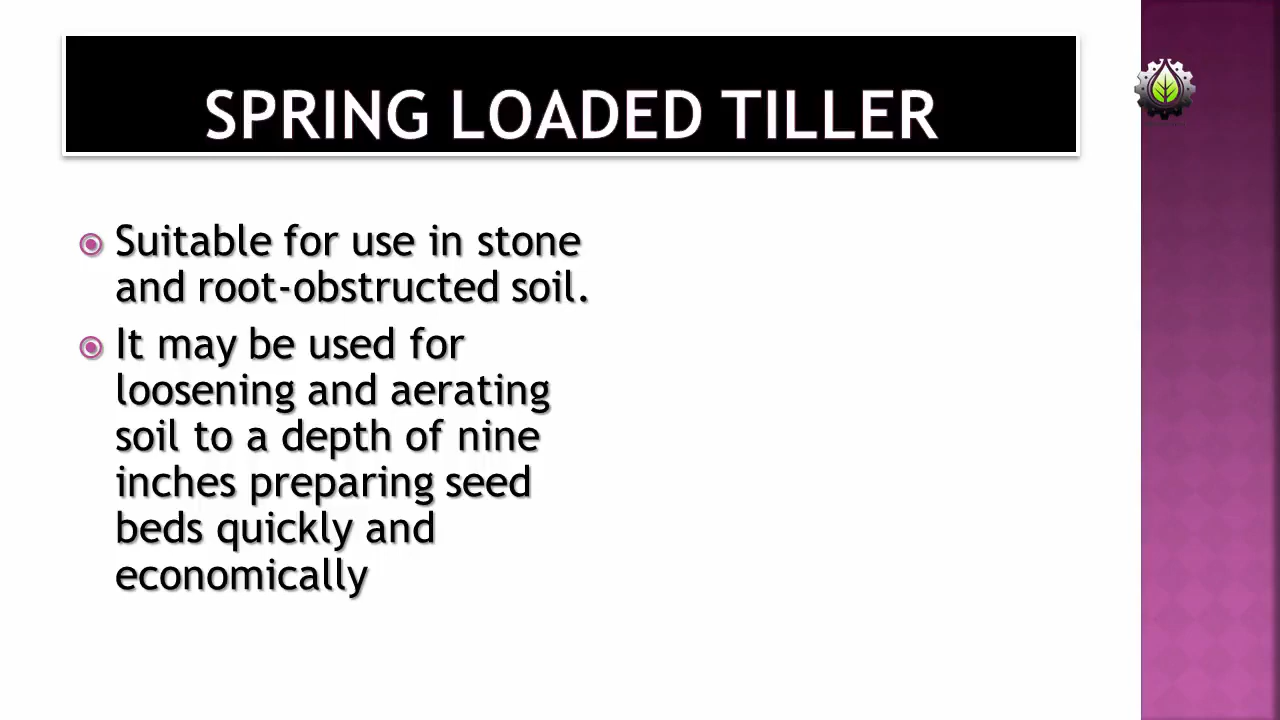 SPRING LOADED TILLER
Suitable for use in stone
and root-obstructed soil.
It may be used for
loosening and aerating
soil to a depth of nine
inches preparing seed
beds quickly and
economically